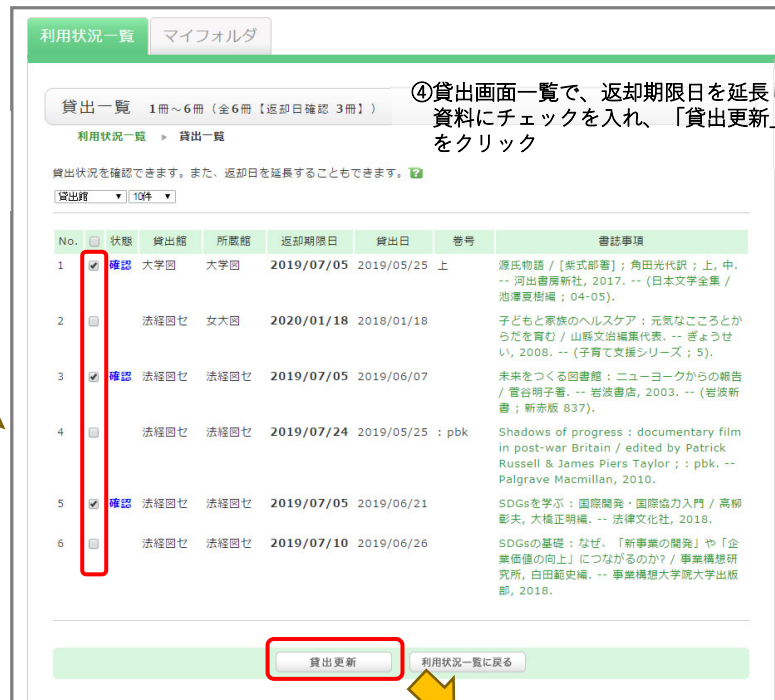 利用状況一覧
マイフォルダ
貸出一覧 1冊～6冊（全6冊【返却日確認 3冊】）
④貸出画面一覧で、返却期限日を延長
資料にチェックを入れ、「貸出更新」
をクリック
利用状況一覧 ▶ 貸出一覧
貸出状況を確認できます。また、返却日を延長することもできます。?
貸出館 ▼ 10件 ▼
No. 状態 貸出館 所蔵館 返却期限日 貸出日 巻号 書誌事項
1 確認 大学図 大学図 2019/07/05 2019/05/25 上 源氏物語 / [紫式部著] ; 角田光代訳 ; 上, 中.
-- 河出書房新社, 2017. -- (日本文学全集 /
池澤夏樹編 ; 04-05).
2 法経図セ 女大図 2020/01/18 2018/01/18 子どもと家族のヘルスケア : 元気なこころとか
らだを育む / 山縣文治編集代表. -- ぎょうせ
い, 2008. -- (子育て支援シリーズ ; 5).
3 確認 法経図セ 法経図セ 2019/07/05 2019/06/07 未来をつくる図書館 : ニューヨークからの報告
/ 菅谷明子著. -- 岩波書店, 2003. -- (岩波新
書 ; 新赤版 837).
4 法経図セ 法経図セ 2019/07/24 2019/05/25 : pbk Shadows of progress : documentary film
in post-war Britain / edited by Patrick
Russell & James Piers Taylor ; : pbk. --
Palgrave Macmillan, 2010.
5 確認 法経図セ 法経図セ 2019/07/05 2019/06/21 SDGsを学ぶ : 国際開発・国際協力入門 / 高柳
彰夫, 大橋正明編. -- 法律文化社, 2018.
6 法経図セ 法経図セ 2019/07/10 2019/06/26 SDGsの基礎 : なぜ、「新事業の開発」や「企
業価値の向上」につながるのか? / 事業構想研
究所, 白田範史編. -- 事業構想大学院大学出版
部, 2018.
貸出更新
利用状況一覧に戻る